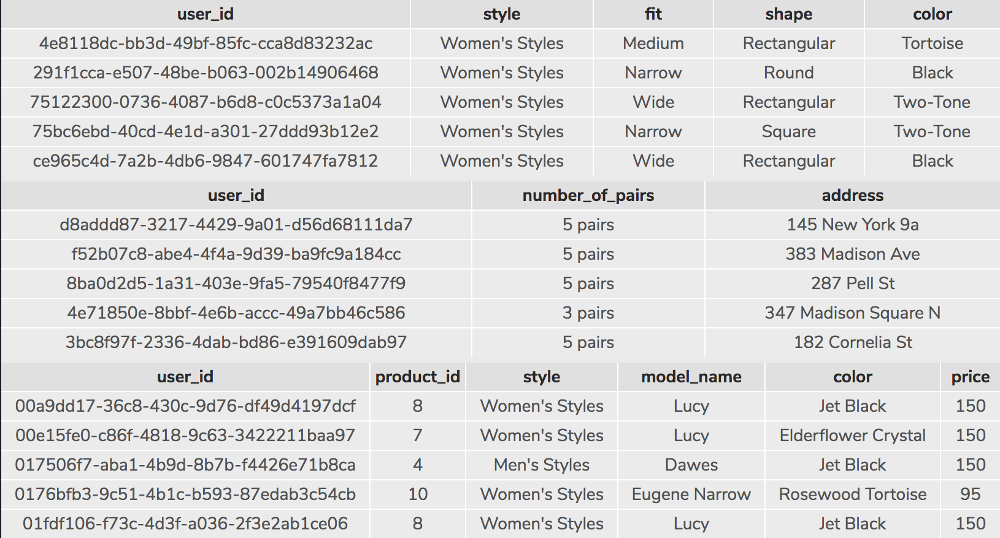 user_id style fit shape color
4e8118dc-bb3d-49bf-85fc-cca8d83232ac Women's Styles Medium Rectangular Tortoise
291f1cca-e507-48be-b063-002b14906468 Women's Styles Narrow Round Black
75122300-0736-4087-b6d8-c0c5373a1a04 Women's Styles Wide Rectangular Two-Tone
75bc6ebd-40cd-4e1d-a301-27ddd93b12e2 Women's Styles Narrow Square Two-Tone
ce965c4d-7a2b-4db6-9847-601747fa7812 Women's Styles Wide Rectangular Black
user_id number_of_pairs address
d8addd87-3217-4429-9a01-d56d68111da7 5 pairs 145 New York 9a
f52b07c8-abe4-4f4a-9d39-ba9fc9a184cc 5 pairs 383 Madison Ave
8ba0d2d5-1a31-403e-9fa5-79540f8477f9 5 pairs 287 Pell St
4e71850e-8bbf-4e6b-accc-49a7bb46c586 3 pairs 347 Madison Square N
3bc8f97f-2336-4dab-bd86-e391609dab97 5 pairs 182 Cornelia St
user_id product_id style model_name color price
00a9dd17-36c8-430c-9d76-df49d4197dcf 8 Women's Styles Lucy Jet Black 150
00e15fe0-c86f-4818-9c63-3422211baa97 7 Women's Styles Lucy Elderflower Crystal 150
017506f7-aba1-4b9d-8b7b-f4426e71b8ca 4 Men's Styles Dawes Jet Black 150
0176bfb3-9c51-4b1c-b593-87edab3c54cb 10 Women's Styles Eugene Narrow Rosewood Tortoise 95
01fdf106-f73c-4d3f-a036-2f3e2ab1ce06 8 Women's Styles Lucy Jet Black 150